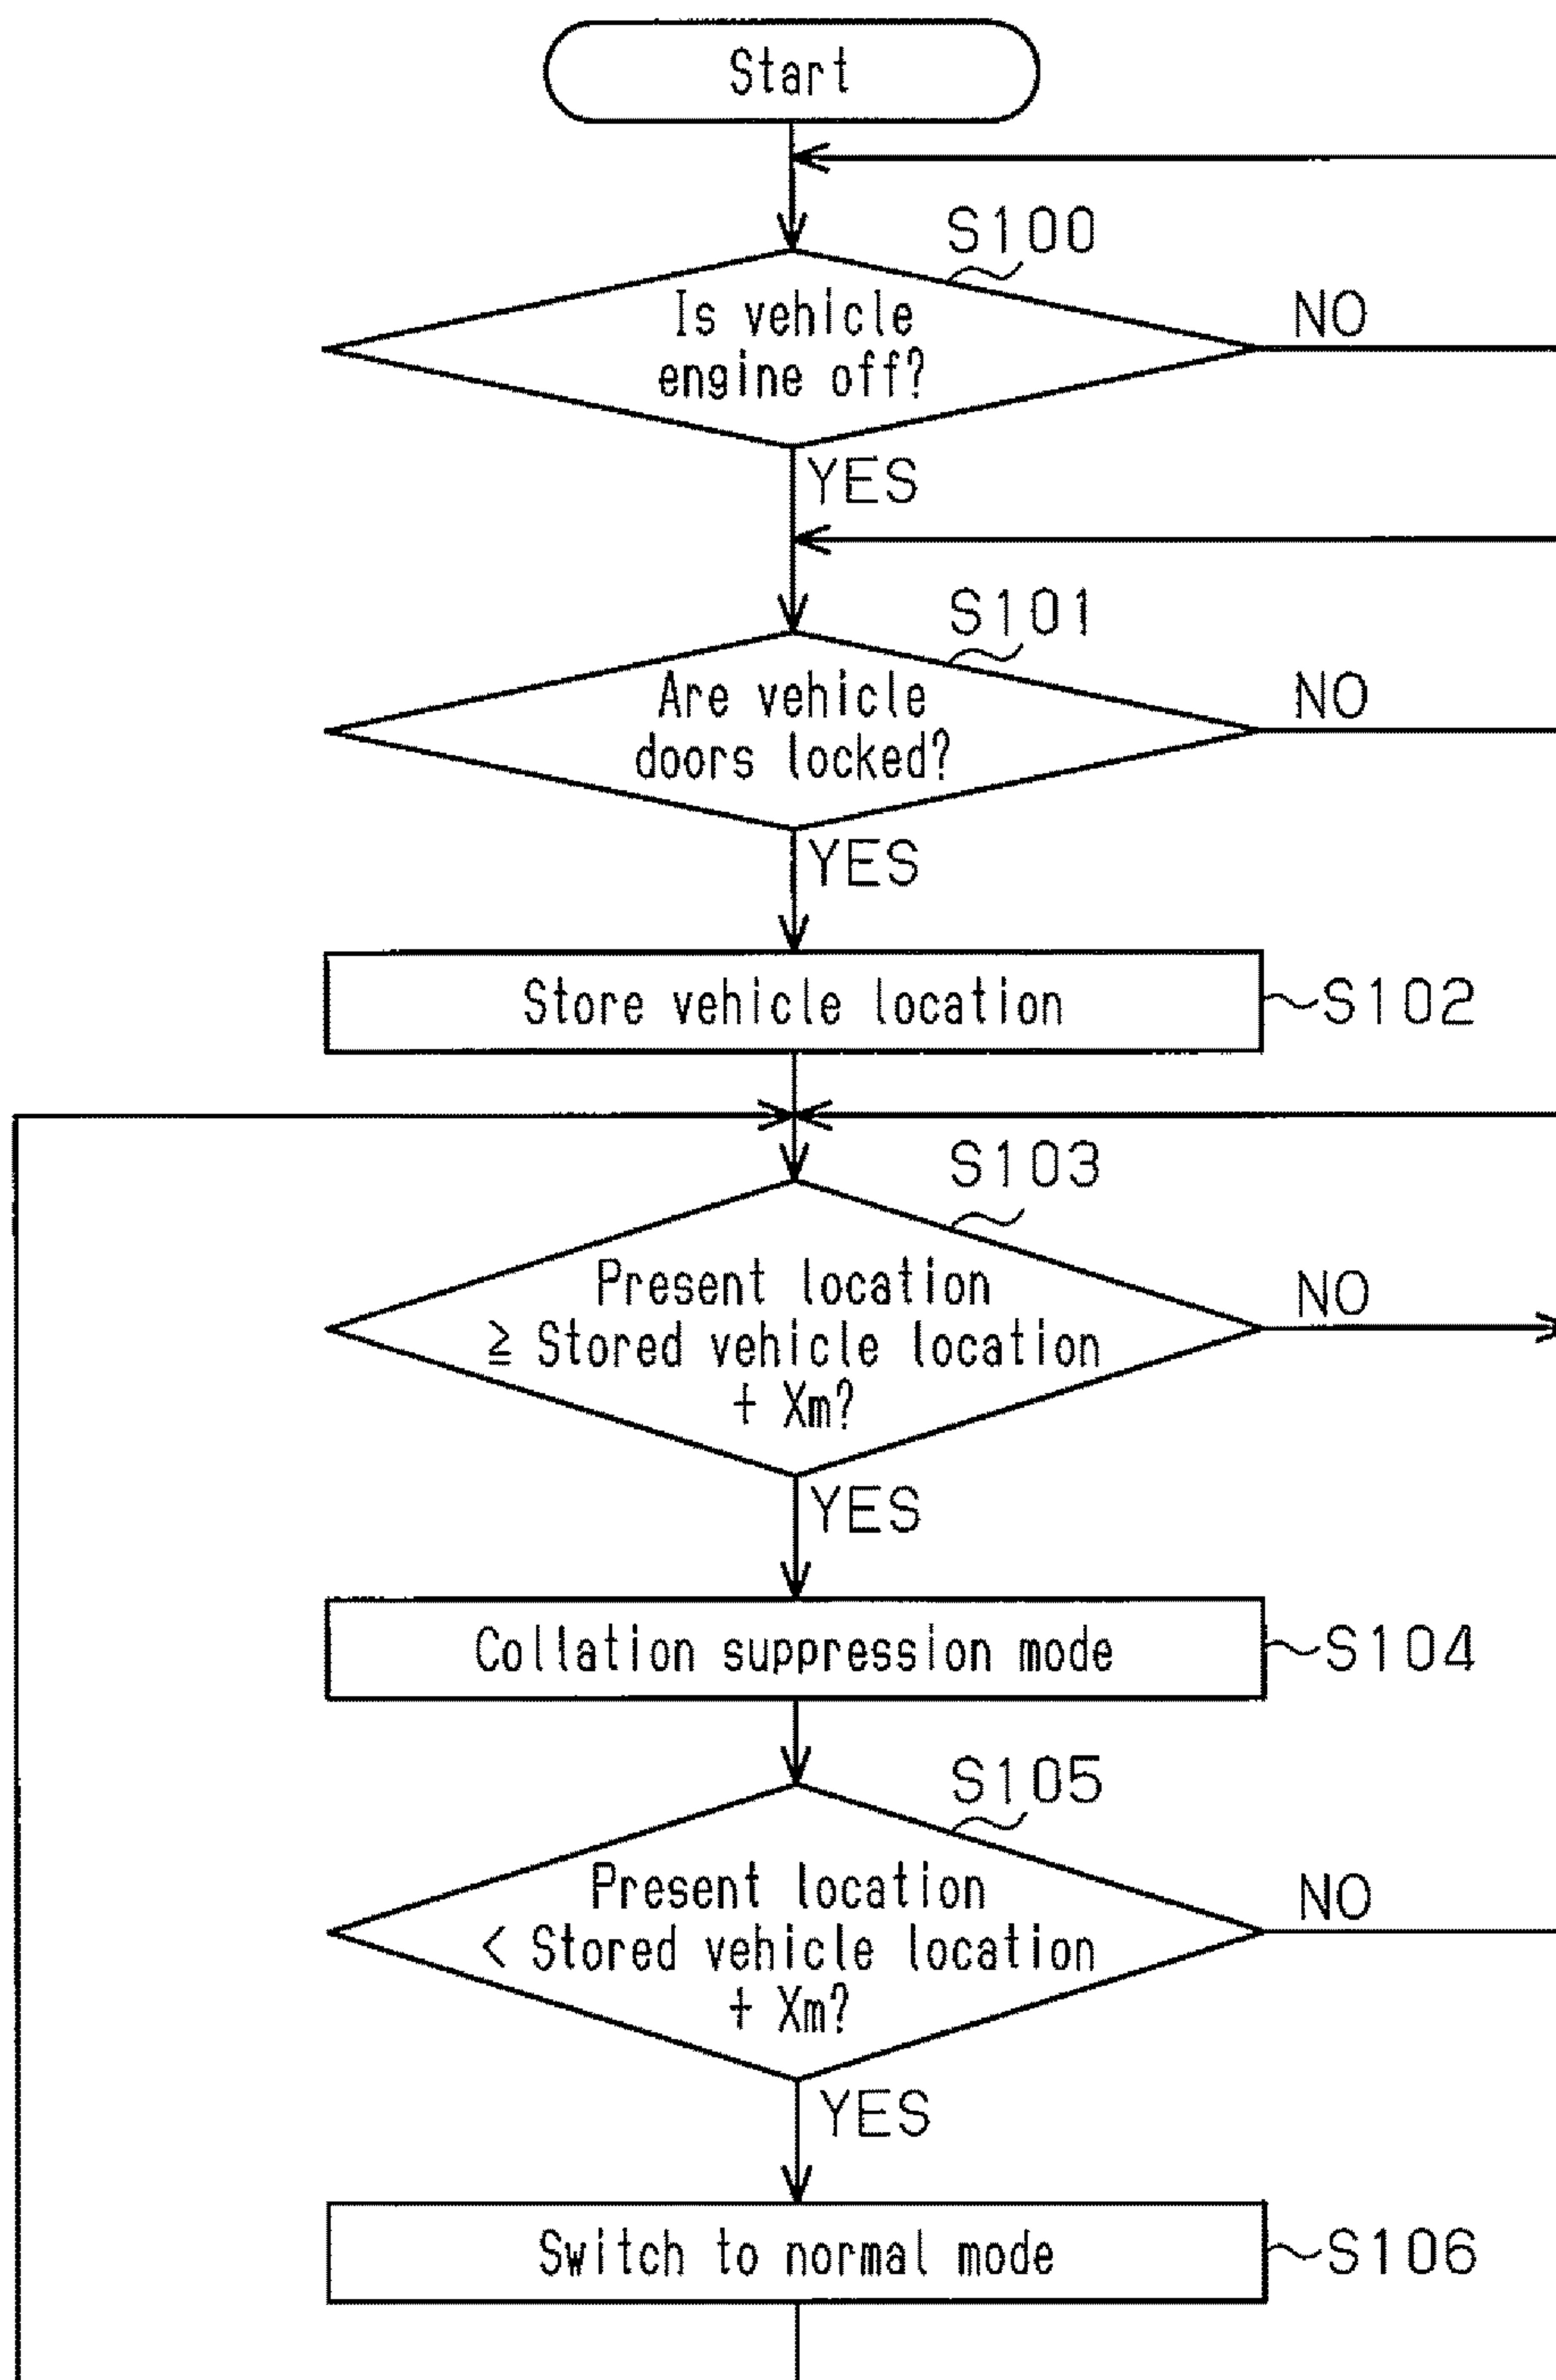 Start
S100
Is vehicle
engine off?
NO
YES
S101
Are vehicle
doors locked?
NO
YES
Store vehicle location
S102
S103
Present location
≧ Stored vehicle location
+ Xm?
NO
YES
Collation suppression mode
S104
S105
Present location
< Stored vehicle location
+ Xm?
NO
YES
Switch to normal mode
S106